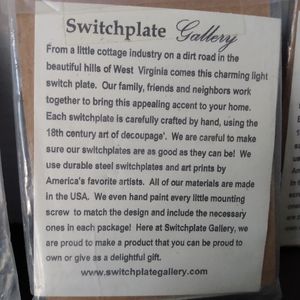 Switchplate Gallery
From a little cottage industry on a dirt road in the
beautiful hills of West Virginia comes this charming light
switch plate. Our family, friends and neighbors work
together to bring this appealing accent to your home.
Each switchplate is carefully crafted by hand, using the
18th century art of decoupage'. We are careful to make
sure our switchplates are as good as they can be! We
use durable steel switchplates and art prints by
America's favorite artists. All of our materials are made
in the USA. We even hand paint every little mounting
screw to match the design and include the necessary
ones in each package! Here at Switchplate Gallery, we
are proud to make a product that you can be proud to
own or give as a delightful gift.
www.switchplategallery.com